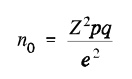 n₀ = Z²pq / e²